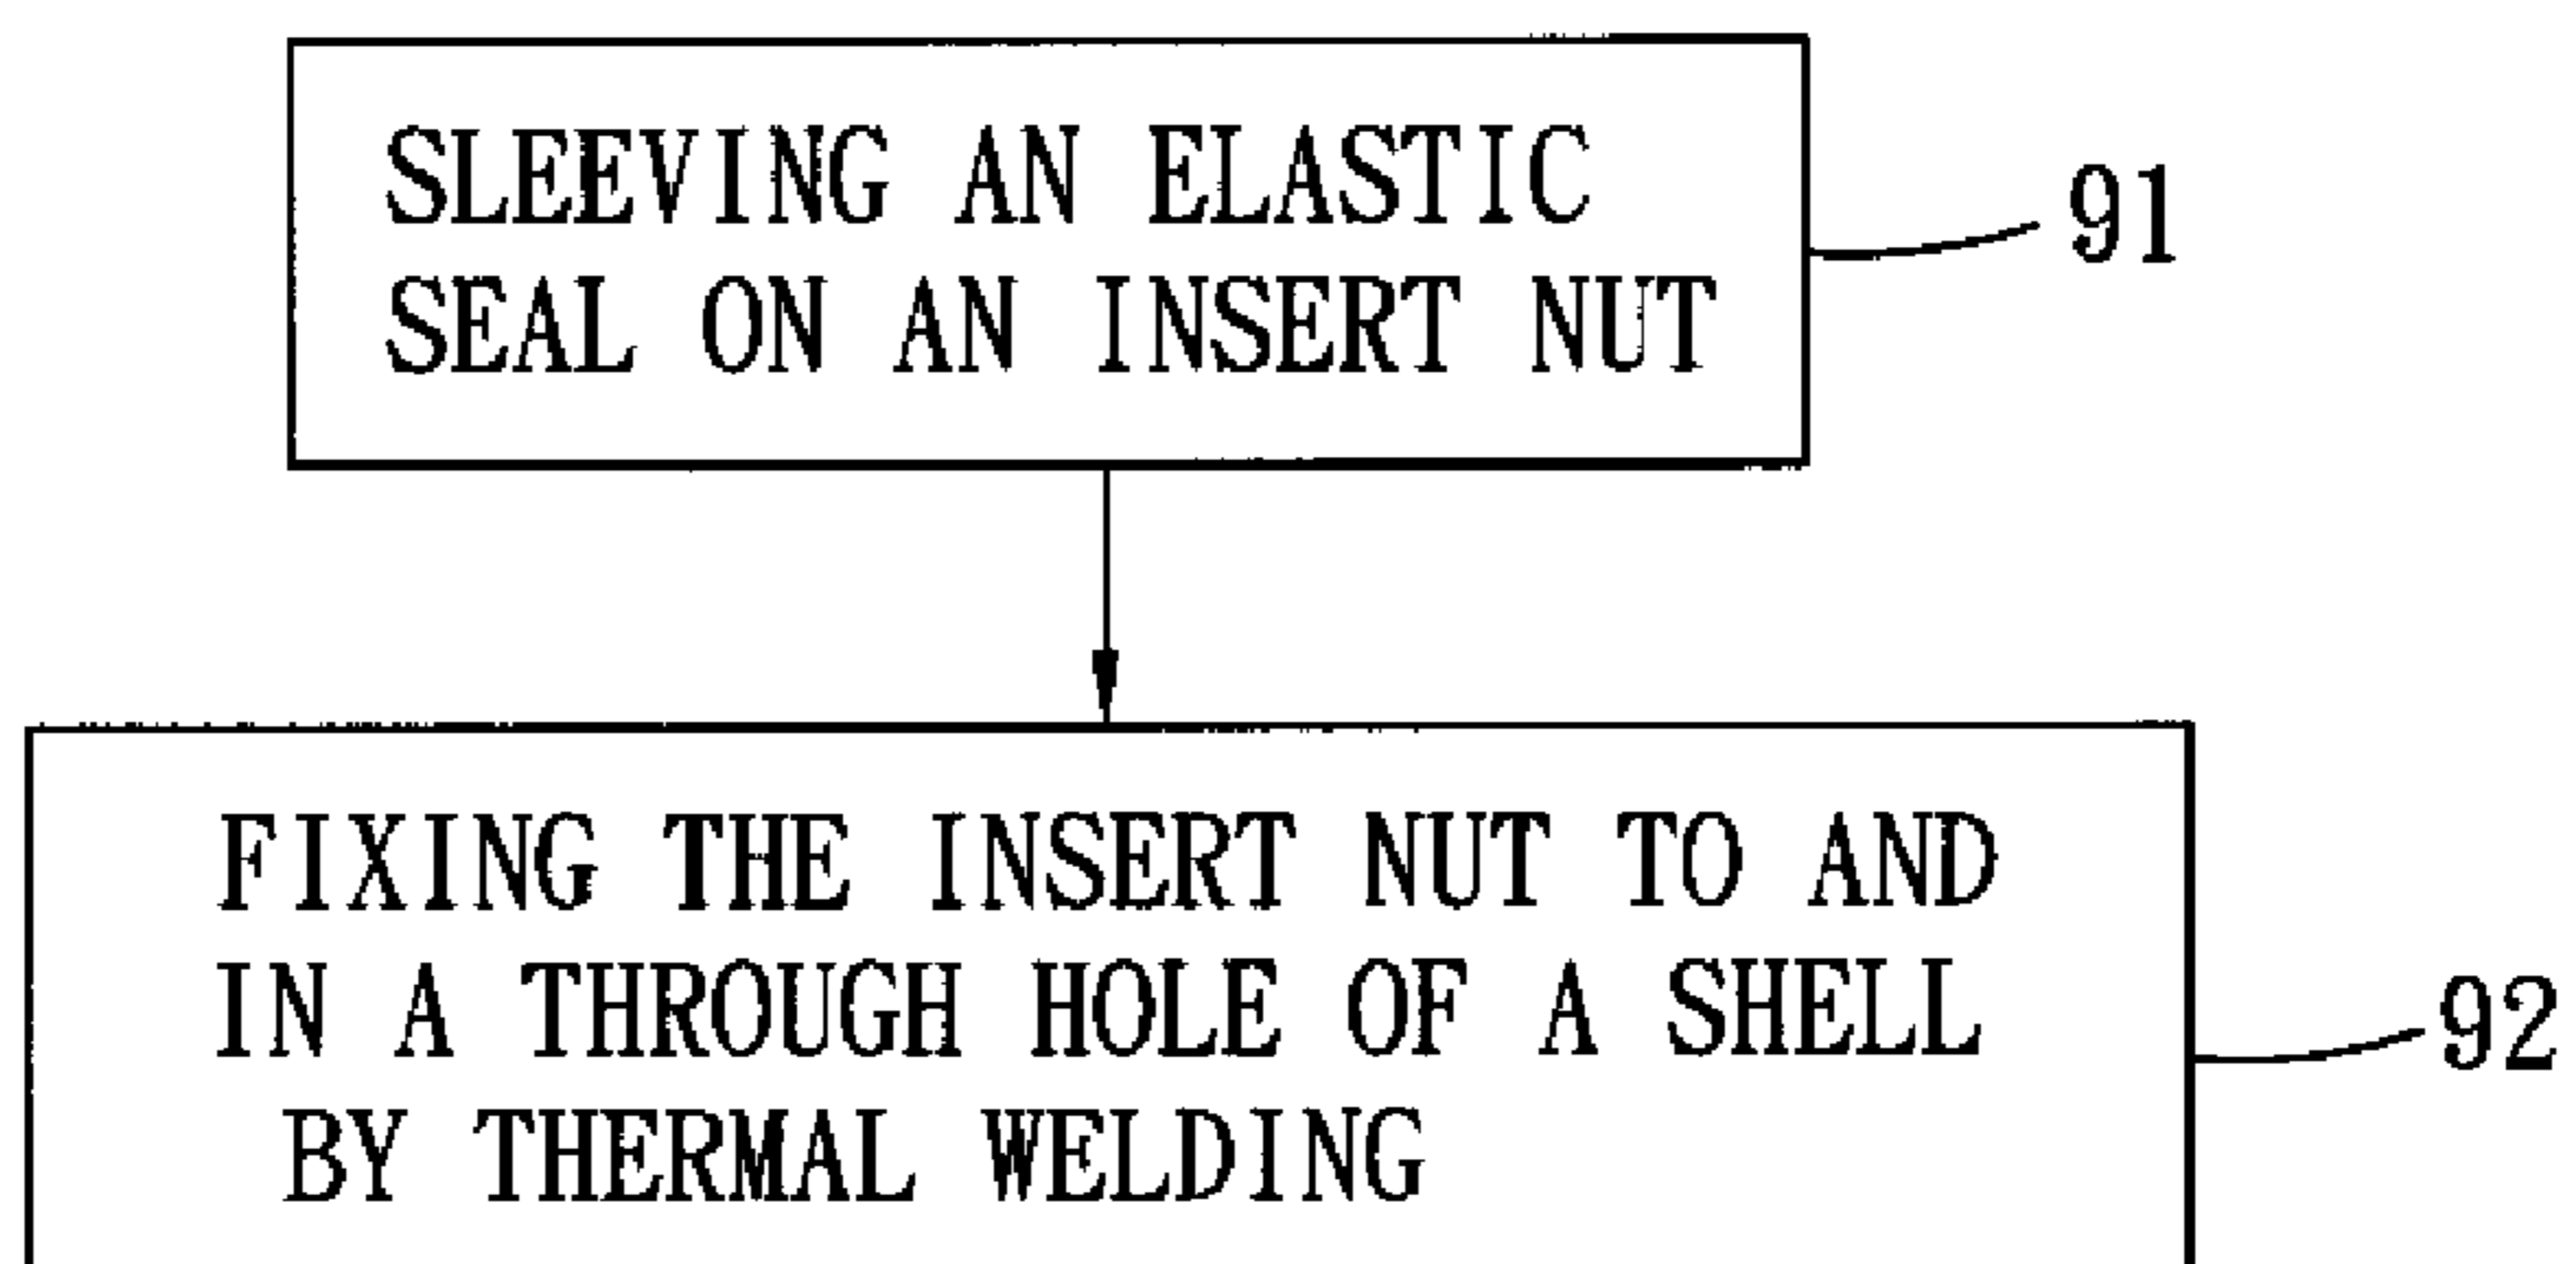 SLEEVING AN ELASTIC
SEAL ON AN INSERT NUT
91
FIXING THE INSERT NUT TO AND
IN A THROUGH HOLE OF A SHELL
BY THERMAL WELDING
92